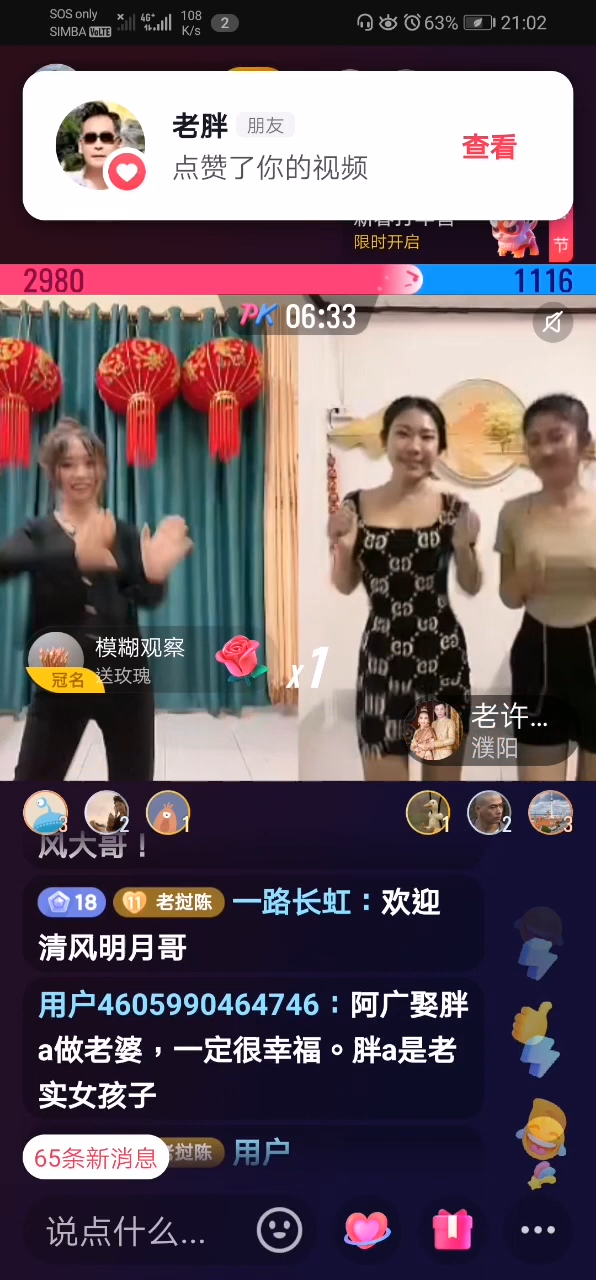 SOS only
SIMBA VoLTE
4G+
108
K/s
2
63%
21:02
老胖 朋友
点赞了你的视频
查看
限时开启
节
2980
1116
PK 06:33
模糊观察
送玫瑰
冠名
x1
老许...
濮阳
3
2
1
1
2
3
风大哥！
18 11 老挝陈 一路长虹：欢迎
清风明月哥
用户4605990464746：阿广娶胖
a做老婆，一定很幸福。胖a是老
实女孩子
65条新消息
老挝陈 用户
说点什么...